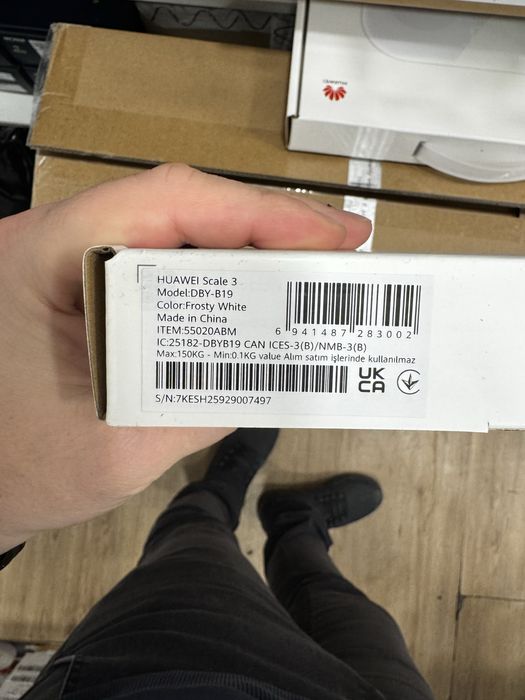 HUAWEI
HUAWEI Scale 3
Model:DBY-B19
Color:Frosty White
Made in China
ITEM:55020ABM
6 941487 283002
IC:25182-DBYB19 CAN ICES-3(B)/NMB-3(B)
Max:150KG - Min:0.1KG value Alım satım işlerinde kullanılmaz
UK
CA
S/N:7KESH25929007497